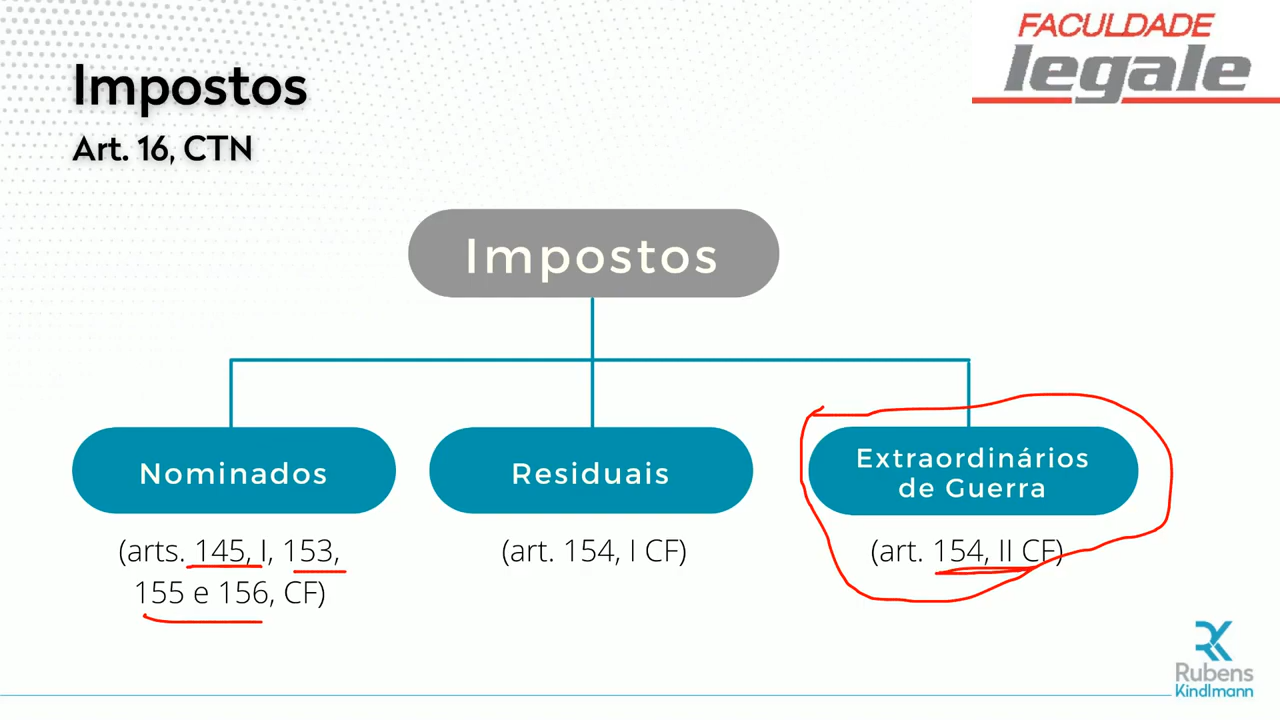 FACULDADE
legale
Impostos
Art. 16, CTN
Impostos
Nominados
(arts. 145, I, 153,
155 e 156, CF)
Residuais
(art. 154, I CF)
Extraordinários
de Guerra
(art. 154, II CF)
RK
Rubens
Kindlmann